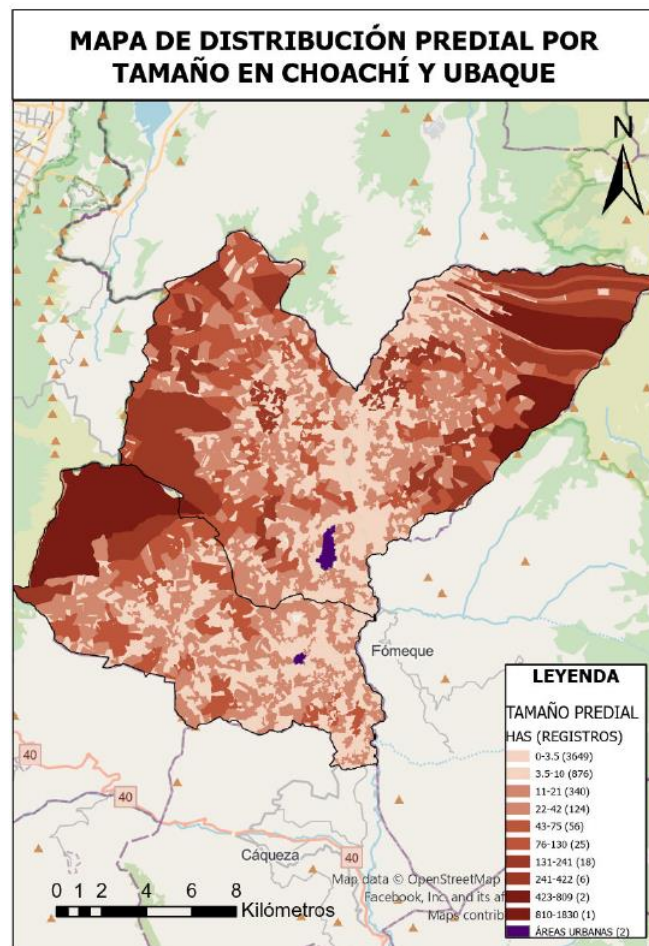 MAPA DE DISTRIBUCIÓN PREDIAL POR
TAMAÑO EN CHOACHÍ Y UBAQUE
N
Fómeque
LEYENDA
TAMAÑO PREDIAL
HAS (REGISTROS)
0-3.5 (3649)
3.5-10 (876)
11-21 (340)
22-42 (124)
43-75 (56)
76-130 (25)
131-241 (18)
241-422 (6)
423-809 (2)
810-1830 (1)
ÁREAS URBANAS (2)
40
40
40
Cáqueza
Map data © OpenStreetMap
Facebook, Inc. and its
Maps
0 1 2 4 6 8
Kilómetros